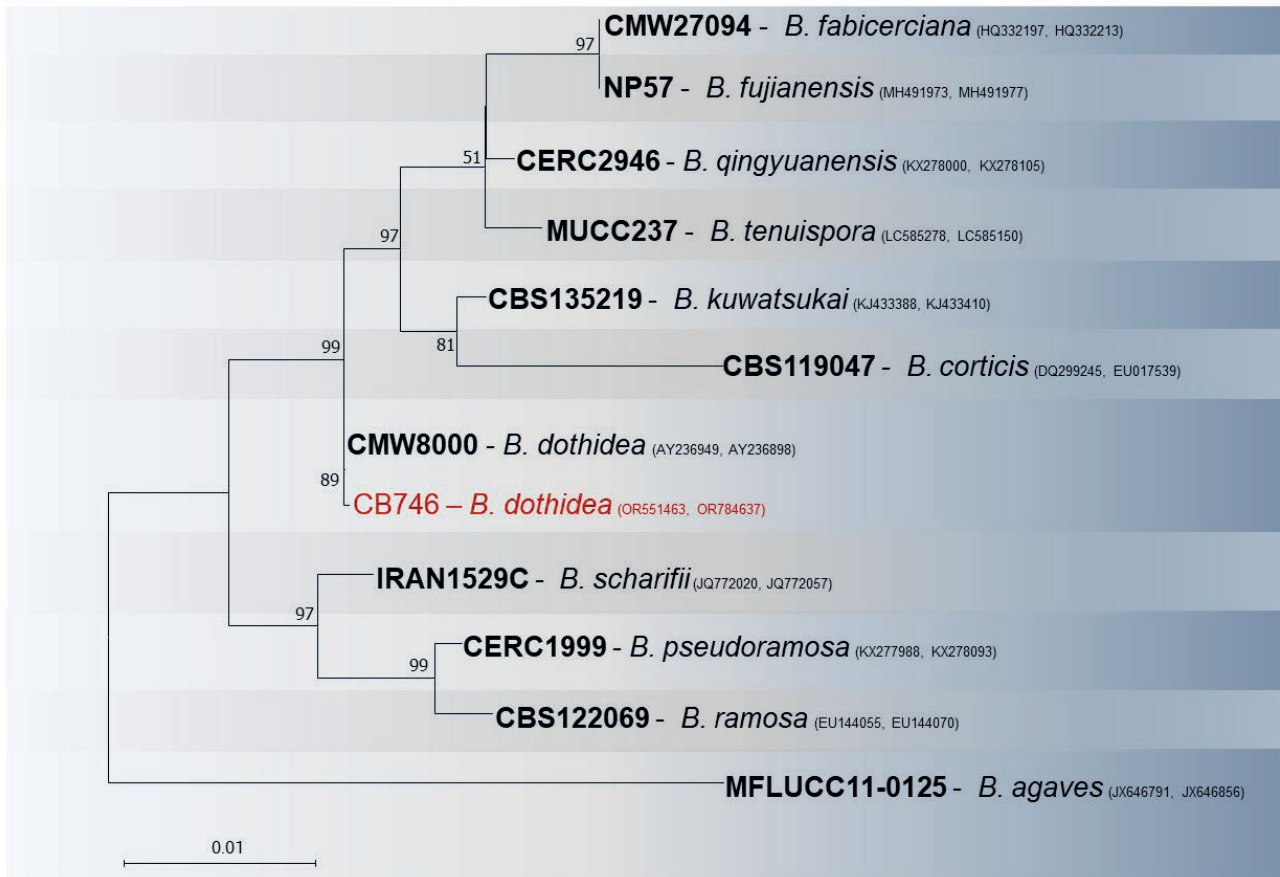 CMW27094 - B. fabicerciana (HQ332197, HQ332213)
97
NP57 - B. fujianensis (MH491973, MH491977)
51
CERC2946 - B. qingyuanensis (KX278000, KX278105)
97
MUCC237 - B. tenuispora (LC585278, LC585150)
CBS135219 - B. kuwatsukai (KJ433388, KJ433410)
81
99
CBS119047 - B. corticis (DQ299245, EU017539)
CMW8000 - B. dothidea (AY236949, AY236898)
89
CB746 – B. dothidea (OR551463, OR784637)
IRAN1529C - B. scharifii (JQ772020, JQ772057)
97
CERC1999 - B. pseudoramosa (KX277988, KX278093)
99
CBS122069 - B. ramosa (EU144055, EU144070)
MFLUCC11-0125 - B. agaves (JX646791, JX646856)
0.01